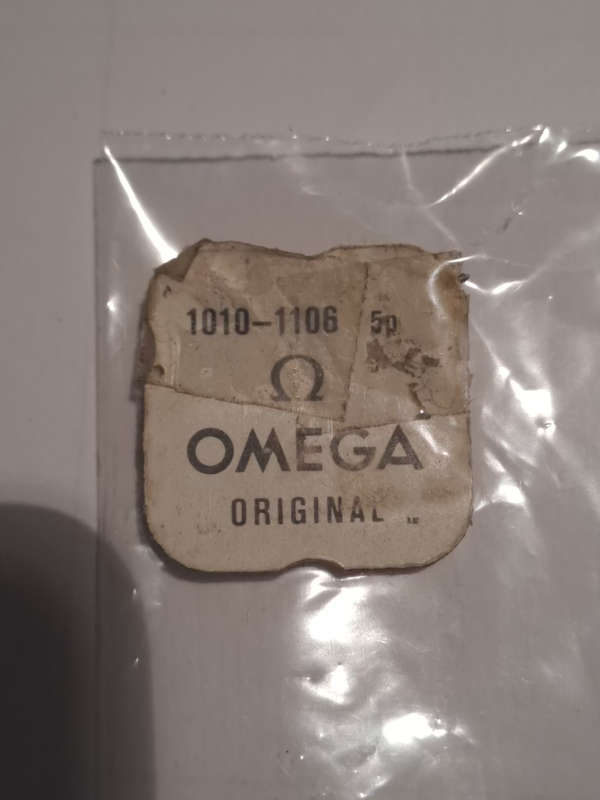 1010-1106 5p
Ω
OMEGA
ORIGINAL